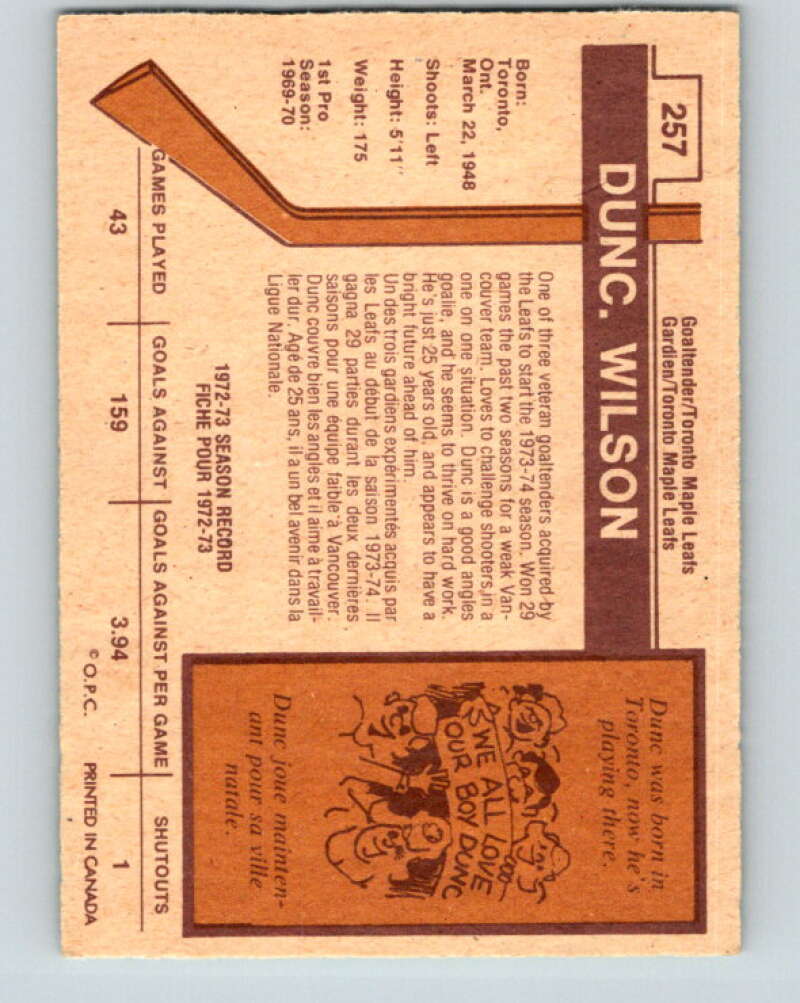 257
Goaltender/Toronto Maple Leafs
Gardien/Toronto Maple Leafs
DUNC. WILSON
Born:
Toronto,
Ont.
March 22, 1948
Shoots: Left
Height: 5'11"
Weight: 175
1st Pro
Season:
1969-70
One of three veteran goaltenders acquired by
the Leafs to start the 1973-74 season. Won 29
games the past two seasons for a weak Van-
couver team. Loves to challenge shooters in a
one on one situation. Dunc is a good angles
goalie, and he seems to thrive on hard work.
He's just 25 years old, and appears to have a
bright future ahead of him.
Un des trois gardiens expérimentés acquis par
les Leafs au début de la saison 1973-74. Il
gagna 29 parties durant les deux dernières
saisons pour une équipe faible à Vancouver.
Dunc couvre bien les angles et il aime à travail-
ler dur. Agé de 25 ans, il a un bel avenir dans la
Ligue Nationale.
Dunc was born in
Toronto, now he's
playing there.
WE ALL LOVE
OUR BOY DUNC
Dunc joue mainten-
ant pour sa ville
natale.
1972-73 SEASON RECORD
FICHE POUR 1972-73
GAMES PLAYED GOALS AGAINST GOALS AGAINST PER GAME SHUTOUTS
43 159 3.94 1
© O.P.C. PRINTED IN CANADA